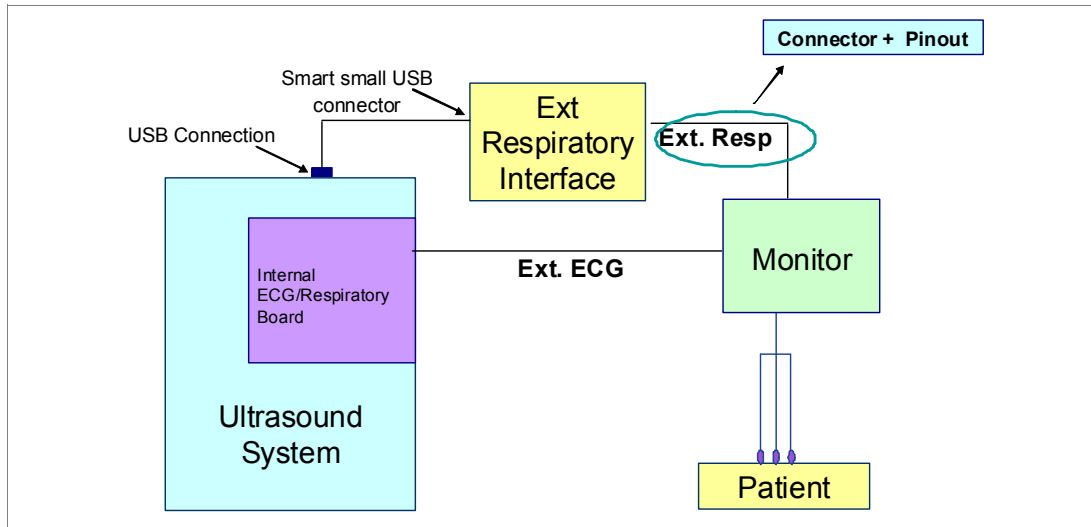 Connector + Pinout
Smart small USB
connector
USB Connection
Ext
Respiratory
Interface
Ext. Resp
Internal
ECG/Respiratory
Board
Ext. ECG
Monitor
Ultrasound
System
Patient